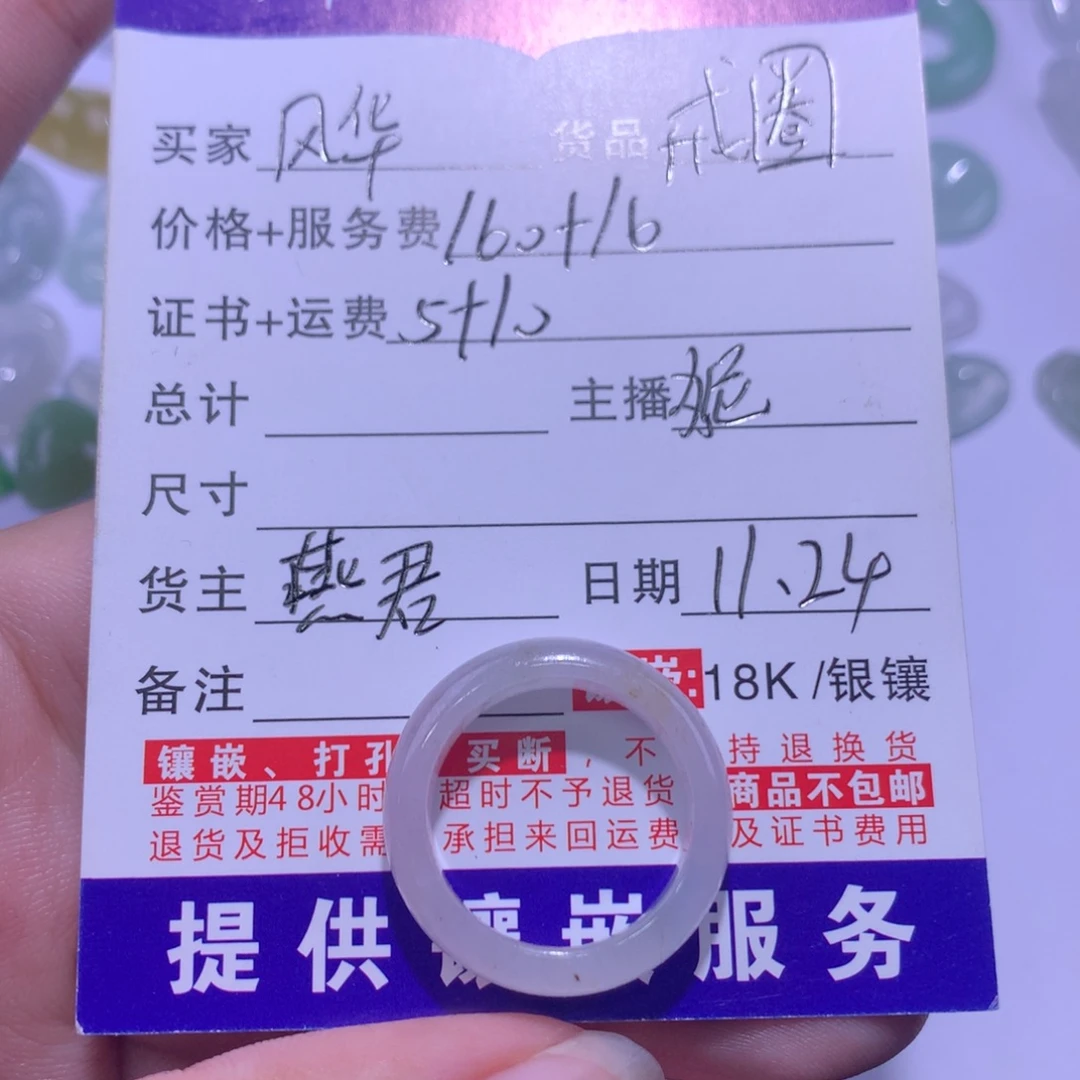 买家 风华 货品 戒圈
价格+服务费 160+16
证书+运费 5+10
总计 主播
尺寸
货主 燕君 日期 11.24
备注 嵌:18K/银镶
镶嵌、打孔 买断, 不 持退换货
鉴赏期48小时 超时不予退货 商品不包邮
退货及拒收需 承担来回运费 及证书费用
提供镶嵌服务